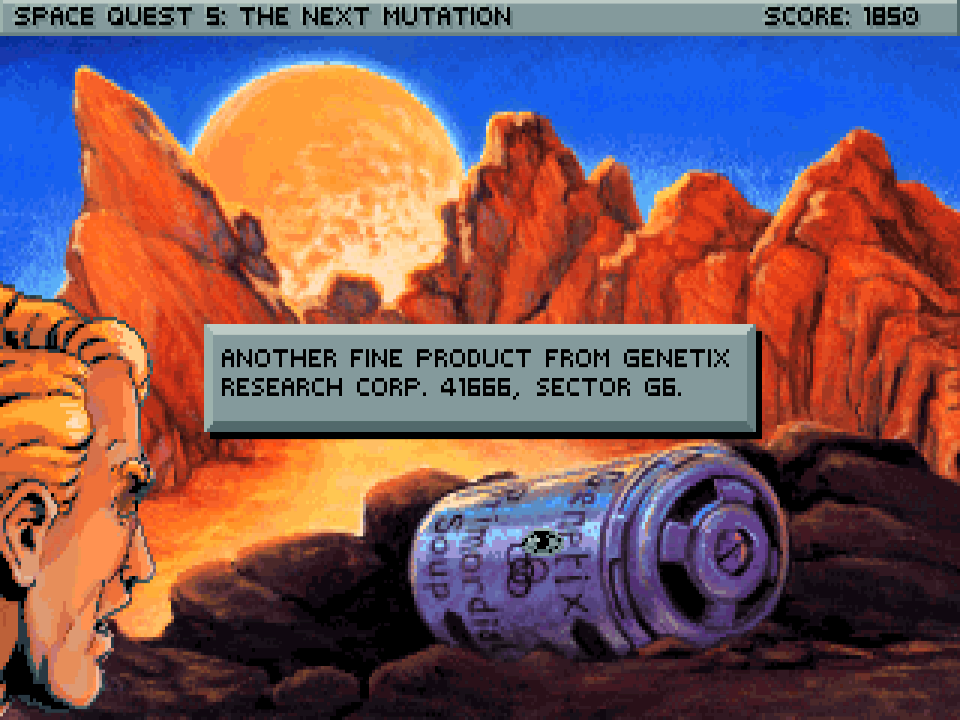 SPACE QUEST 5: THE NEXT MUTATION
SCORE: 1850
ANOTHER FINE PRODUCT FROM GENETIX
RESEARCH CORP. 41666, SECTOR G6.
Genetix
Primordial
Soup